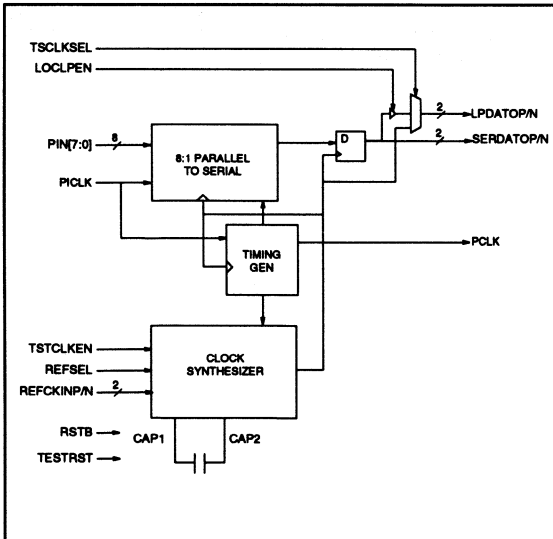 TSCLKSEL
LOCLPEN
2
LPDATOP/N
2
SERDATOP/N
PIN[7:0]
8
8:1 PARALLEL
TO SERIAL
D
PICLK
TIMING
GEN
PCLK
TSTCLKEN
REFSEL
REFCKINP/N
2
CLOCK
SYNTHESIZER
RSTB
CAP1
CAP2
TESTRST